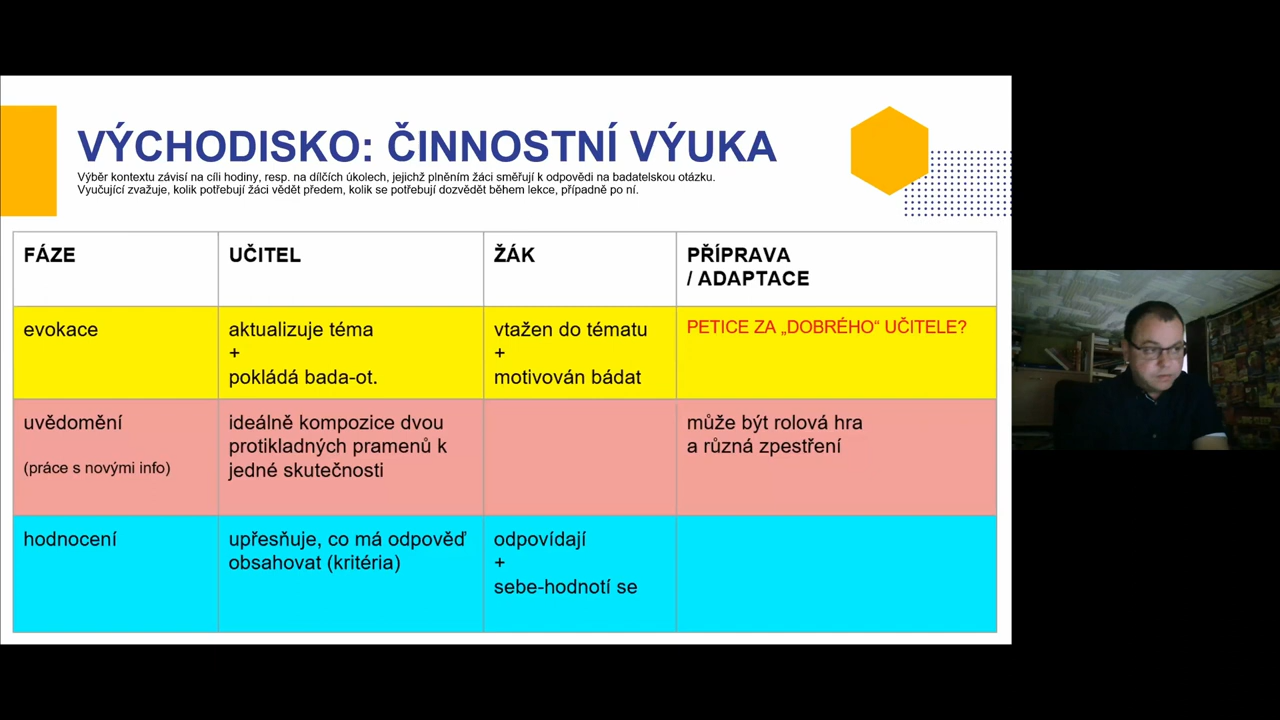 VÝCHODISKO: ČINNOSTNÍ VÝUKA
Výběr kontextu závisí na cíli hodiny, resp. na dílčích úkolech, jejichž plněním žáci směřují k odpovědi na badatelskou otázku.
Vyučující zvažuje, kolik potřebují žáci vědět předem, kolik se potřebují dozvědět během lekce, případně po ní.
FÁZE
UČITEL
ŽÁK
PŘÍPRAVA
/ ADAPTACE
evokace
aktualizuje téma
+
pokládá bada-ot.
vtažen do tématu
+
motivován bádat
PETICE ZA „DOBRÉHO“ UČITELE?
uvědomění
(práce s novými info)
ideálně kompozice dvou
protikladných pramenů k
jedné skutečnosti
může být rolová hra
a různá zpestření
hodnocení
upřesňuje, co má odpověď
obsahovat (kritéria)
odpovídají
+
sebe-hodnotí se